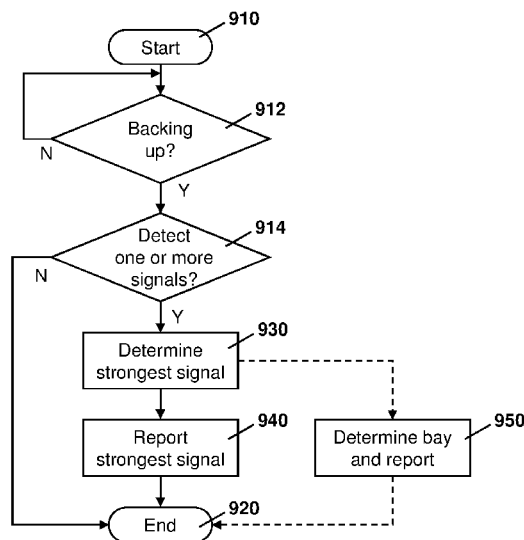 910
Start
912
Backing
up?
N
Y
914
Detect
one or more
signals?
N
Y
930
Determine
strongest signal
940
Report
strongest signal
950
Determine bay
and report
920
End